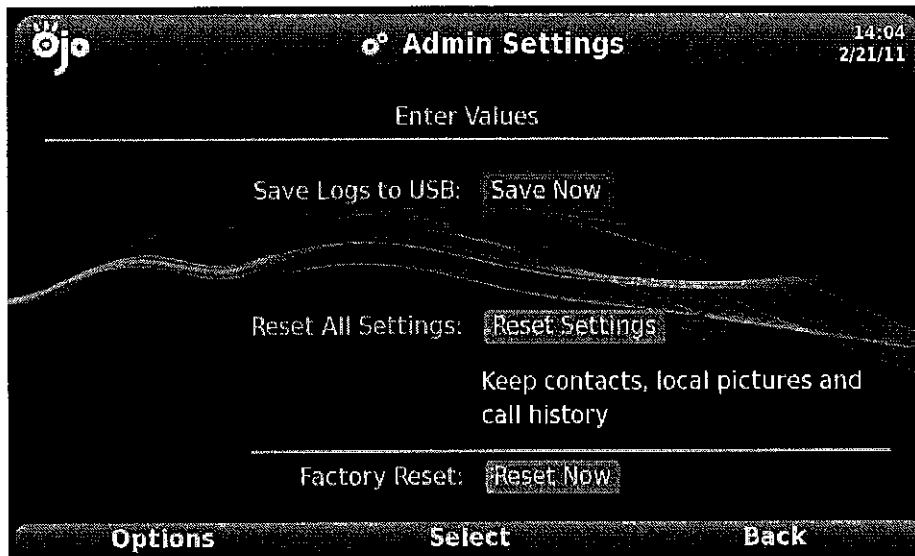 my
ojo
Admin Settings
14:04
2/21/11
Enter Values
Save Logs to USB: Save Now
Reset All Settings: Reset Settings
Keep contacts, local pictures and
call history
Factory Reset: Reset Now
Options Select Back